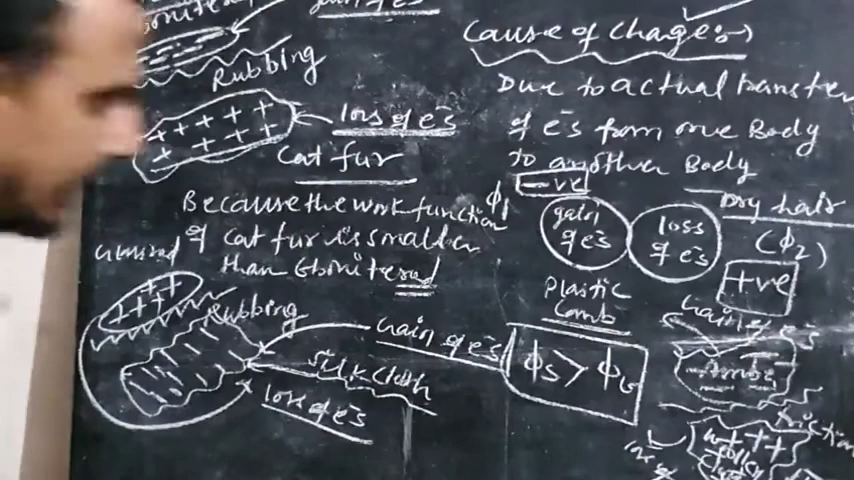 Rubbing
loss of e⁻s
Cat fur
Because the work function
of cat fur is smaller
than Ebonite rod
+ + +
+ + + +
Rubbing
Gain of e⁻s
Silk cloth
loss of e⁻s
ϕs > ϕG
Cause of Charge:→
Due to actual transfer
of e⁻s from one Body
to another Body
-ve
ϕ1
gain
of e⁻s
loss
of e⁻s
Dry hair
(ϕ2)
+ve
Plastic
Comb
Amber